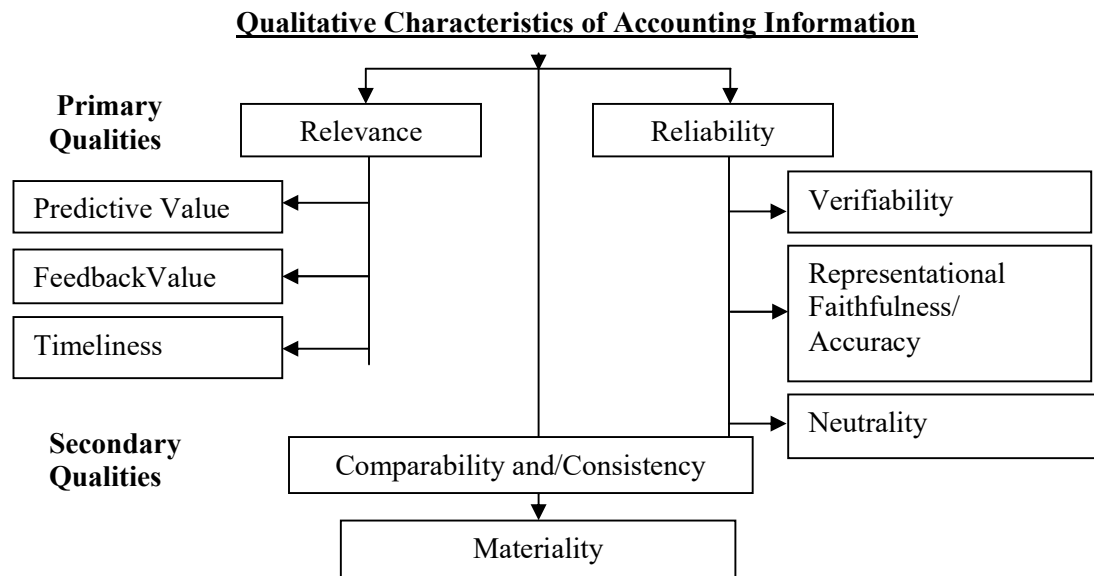 Qualitative Characteristics of Accounting Information
Primary
Qualities
Relevance
Reliability
Predictive Value
FeedbackValue
Timeliness
Verifiability
Representational
Faithfulness/
Accuracy
Neutrality
Secondary
Qualities
Comparability and/Consistency
Materiality